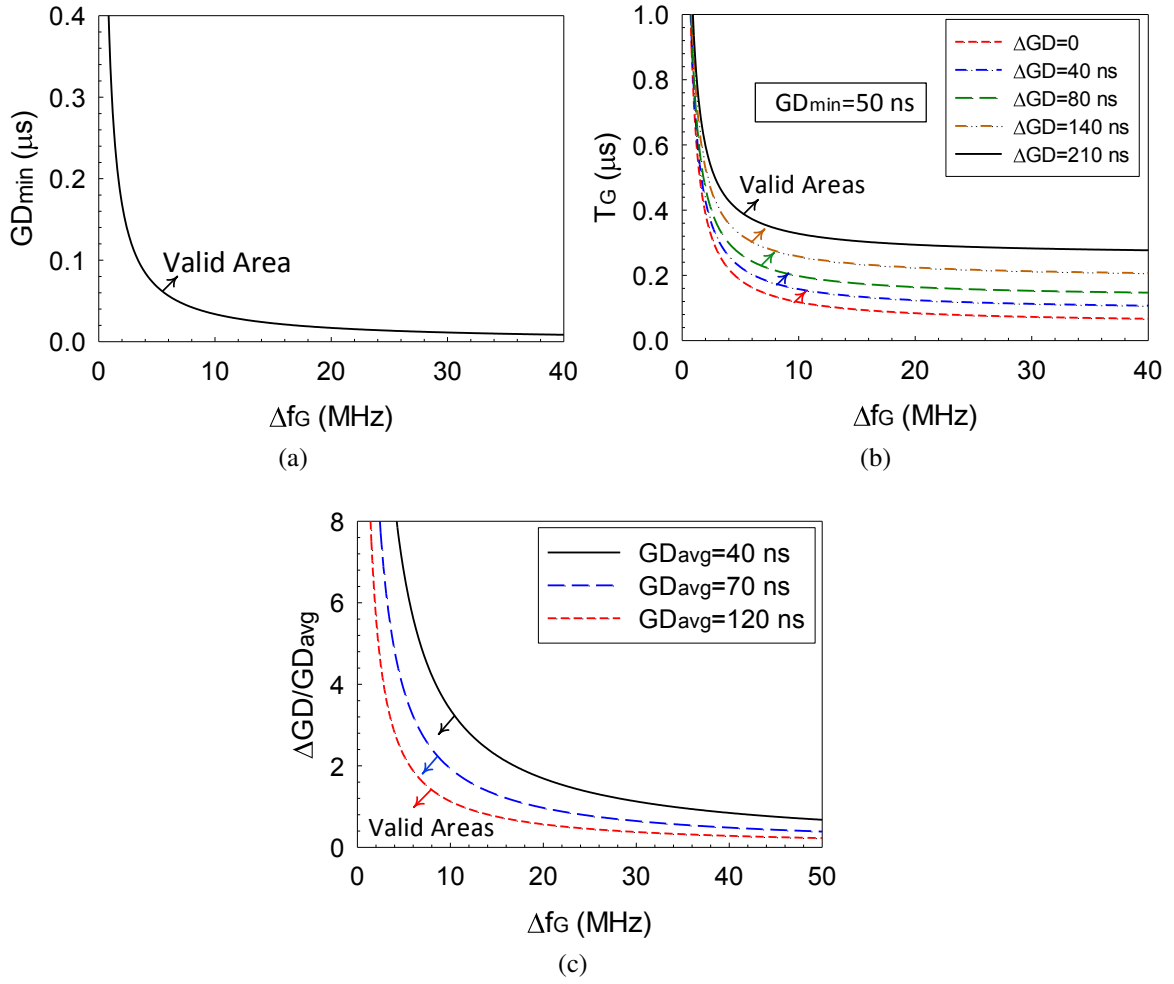 0.4
0.3
0.2
0.1
0.0
GDmin (μs)
Valid Area
0 10 20 30 40
ΔfG (MHz)
(a)
1.0
0.8
0.6
0.4
0.2
0.0
TG (μs)
GDmin=50 ns
ΔGD=0
ΔGD=40 ns
ΔGD=80 ns
ΔGD=140 ns
ΔGD=210 ns
Valid Areas
0 10 20 30 40
ΔfG (MHz)
(b)
8
6
4
2
0
ΔGD/GDavg
GDavg=40 ns
GDavg=70 ns
GDavg=120 ns
Valid Areas
0 10 20 30 40 50
ΔfG (MHz)
(c)